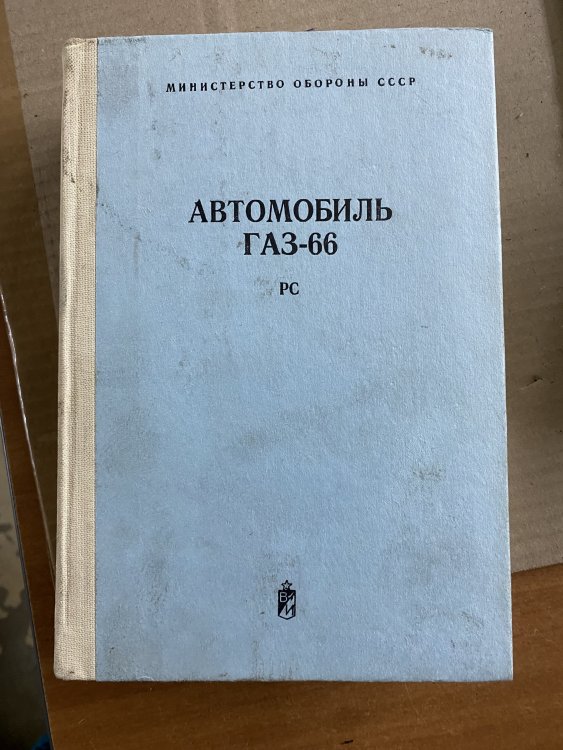 МИНИСТЕРСТВО ОБОРОНЫ СССР
АВТОМОБИЛЬ
ГАЗ-66
РС
В
И